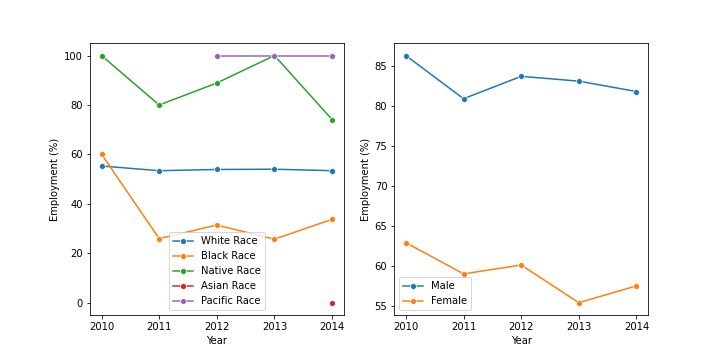 100
80
60
40
20
0
Employment (%)
2010 2011 2012 2013 2014
Year
White Race
Black Race
Native Race
Asian Race
Pacific Race
85
80
75
70
65
60
55
Employment (%)
2010 2011 2012 2013 2014
Year
Male
Female